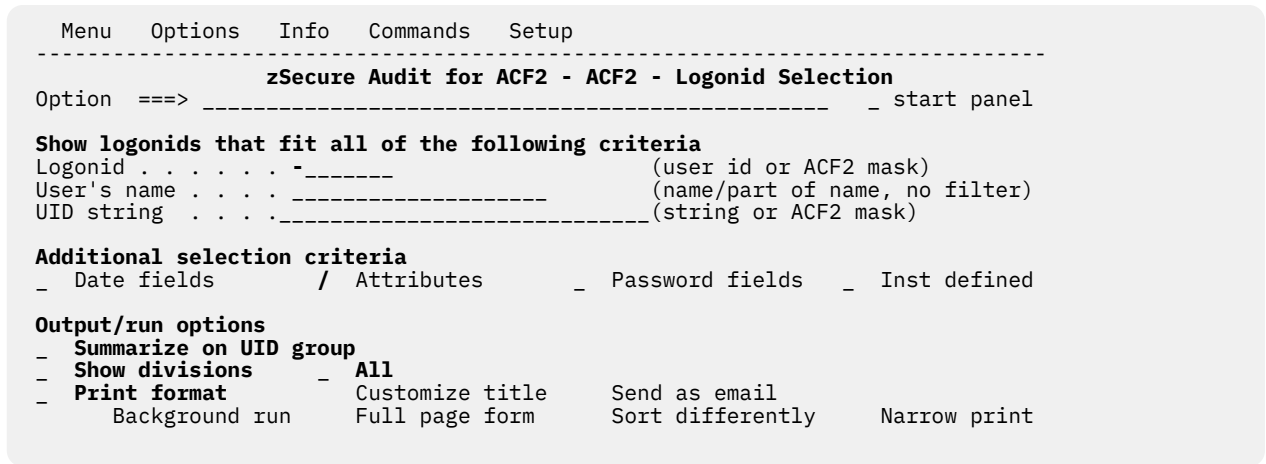 Menu   Options   Info   Commands   Setup
-------------------------------------------------------------------------------
zSecure Audit for ACF2 - ACF2 - Logonid Selection
Option  ===> _________________________________________________   _ start panel
Show logonids that fit all of the following criteria
Logonid . . . . . . -_______                    (user id or ACF2 mask)
User's name . . . . ____________________        (name/part of name, no filter)
UID string  . . . ._____________________________(string or ACF2 mask)
Additional selection criteria
_  Date fields        / Attributes       _  Password fields   _  Inst defined
Output/run options
_  Summarize on UID group
_  Show divisions     _  All
_  Print format          Customize title     Send as email
Background run     Full page form      Sort differently     Narrow print